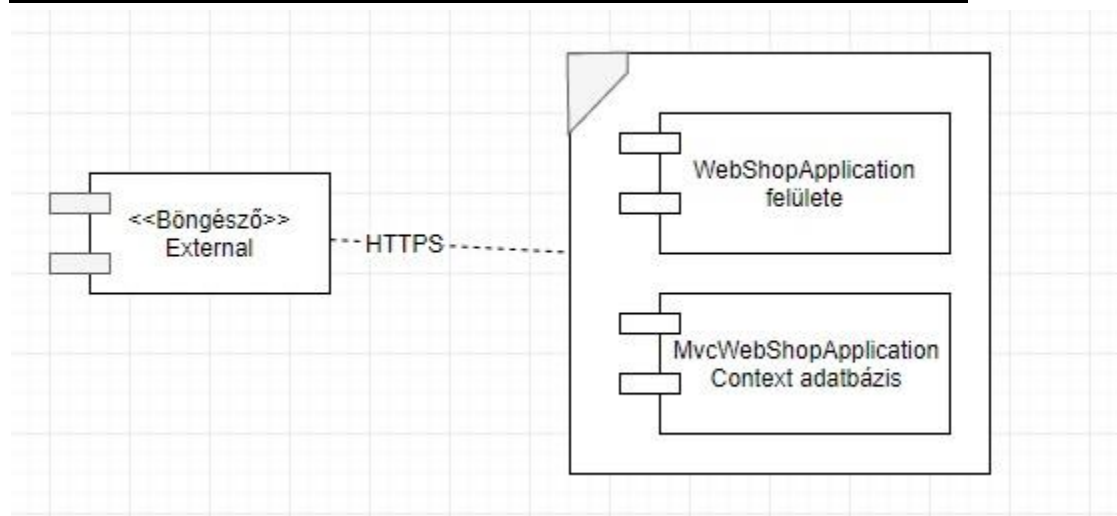 <<Böngésző>>
External
HTTPS
WebShopApplication
felülete
MvcWebShopApplication
Context adatbázis